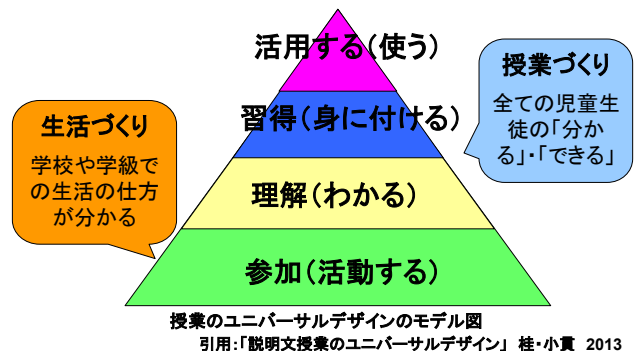 活用する(使う)
習得(身に付ける)
理解(わかる)
参加(活動する)
生活づくり
学校や学級で
の生活の仕方
が分かる
授業づくり
全ての児童生
徒の「分か
る」・「できる」
授業のユニバーサルデザインのモデル図
引用:「説明文授業のユニバーサルデザイン」 桂・小貫 2013